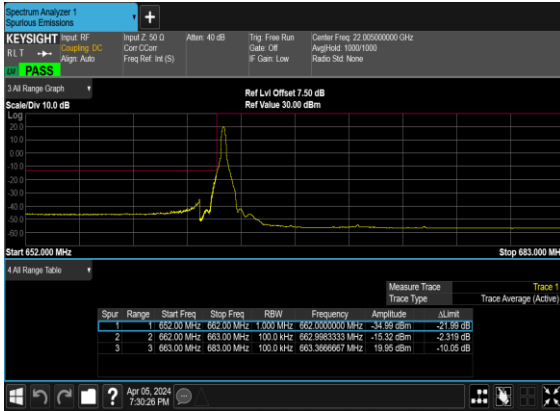 Spectrum Analyzer 1
Spurious Emissions
KEYSIGHT
RLT
Input: RF
Coupling: DC
Align: Auto
Input Z: 50 Ω
Corr CCorr
Freq Ref: Int (S)
Atten: 40 dB
Trig: Free Run
Gate: Off
IF Gain: Low
Center Freq: 22.005000000 GHz
Avg|Hold: 1000/1000
Radio Std: None
PASS
3 All Range Graph
Scale/Div 10.0 dB
Ref Lvl Offset 7.50 dB
Ref Value 30.00 dBm
Log
20.0
10.0
0.00
-10.0
-20.0
-30.0
-40.0
-50.0
-60.0
Start 652.000 MHz
Stop 683.000 MH
4 All Range Table
Measure Trace Trace 1
Trace Type Trace Average (Active)
Spur Range Start Freq Stop Freq RBW Frequency Amplitude ΔLimit
1 1 652.00 MHz 662.00 MHz 1.000 MHz 662.0000000 MHz -34.99 dBm -21.99 dB
2 2 662.00 MHz 663.00 MHz 100.0 kHz 662.9983333 MHz -15.32 dBm -2.319 dB
3 3 663.00 MHz 683.00 MHz 100.0 kHz 663.3666667 MHz 19.95 dBm -10.05 dB
?
Apr 05, 2024
7:30:26 PM